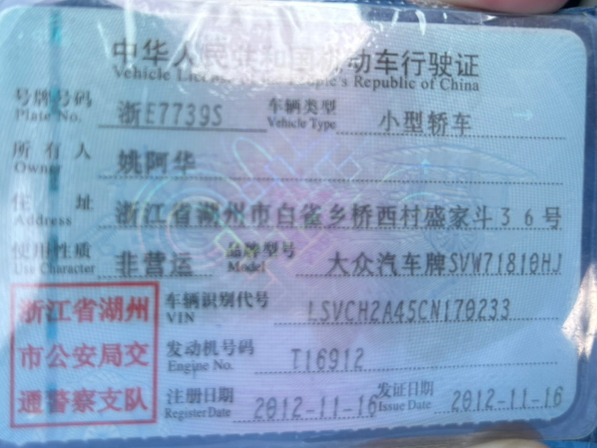 中华人民共和国机动车行驶证
Vehicle License of the People's Republic of China
号牌号码 浙E7739S 车辆类型 小型轿车
Plate No. Vehicle Type
所有人 姚阿华
Owner
住址 浙江省湖州市白雀乡桥西村盛家斗36号
Address
使用性质 非营运 品牌型号 大众汽车牌SVW71810HJ
Use Character Model
浙江省湖州
市公安局交
通警察支队
车辆识别代号 LSVCH2A45CN170233
VIN
发动机号码 T16912
Engine No.
注册日期 2012-11-16 发证日期 2012-11-16
Register Date Issue Date